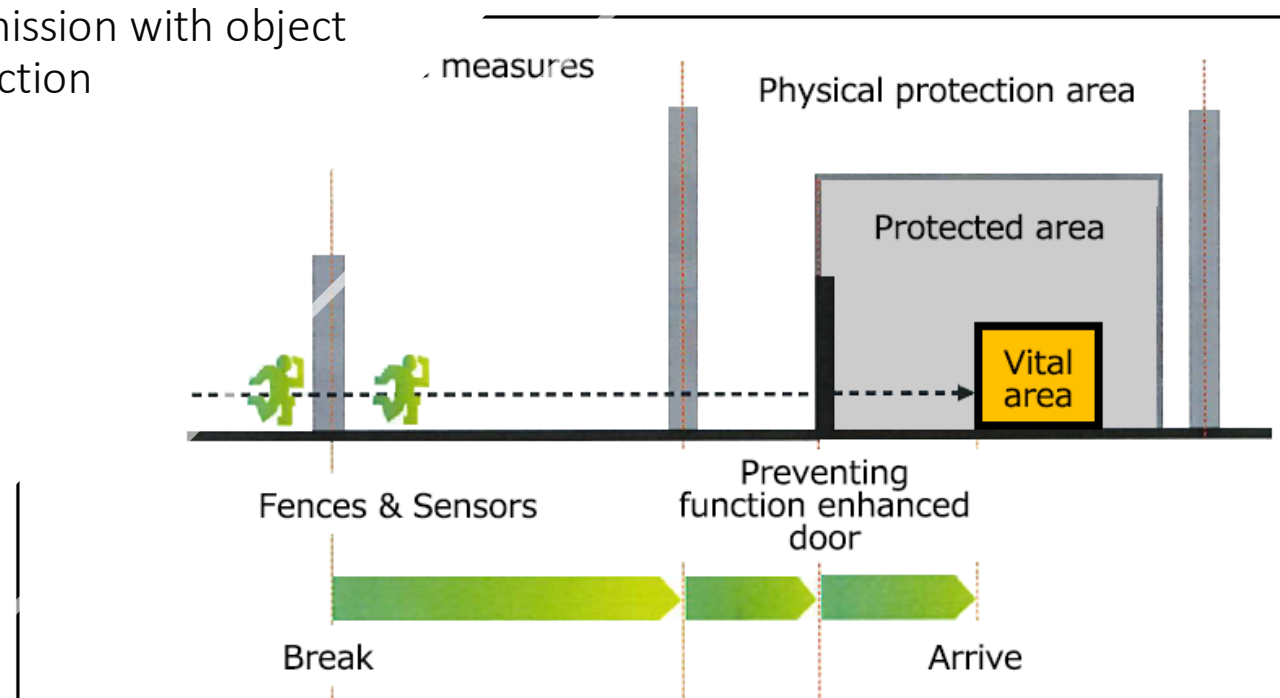 mission with object
ction
measures
Physical protection area
Protected area
Vital
area
Fences & Sensors
Preventing
function enhanced
door
Break
Arrive